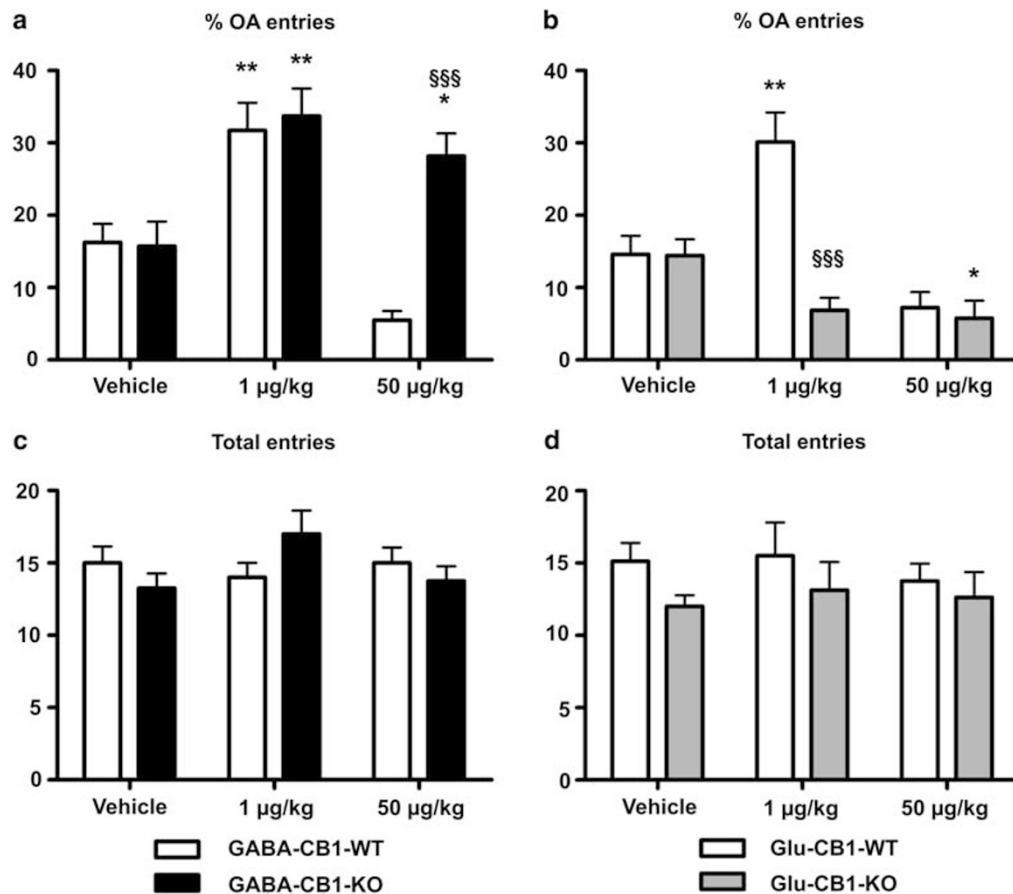 a
% OA entries
40
30
20
10
0
** ** §§§
*
Vehicle 1 µg/kg 50 µg/kg
b
% OA entries
40
30
20
10
0
**
§§§
*
Vehicle 1 µg/kg 50 µg/kg
c
Total entries
20
15
10
5
0
Vehicle 1 µg/kg 50 µg/kg
GABA-CB1-WT
GABA-CB1-KO
d
Total entries
20
15
10
5
0
Vehicle 1 µg/kg 50 µg/kg
Glu-CB1-WT
Glu-CB1-KO